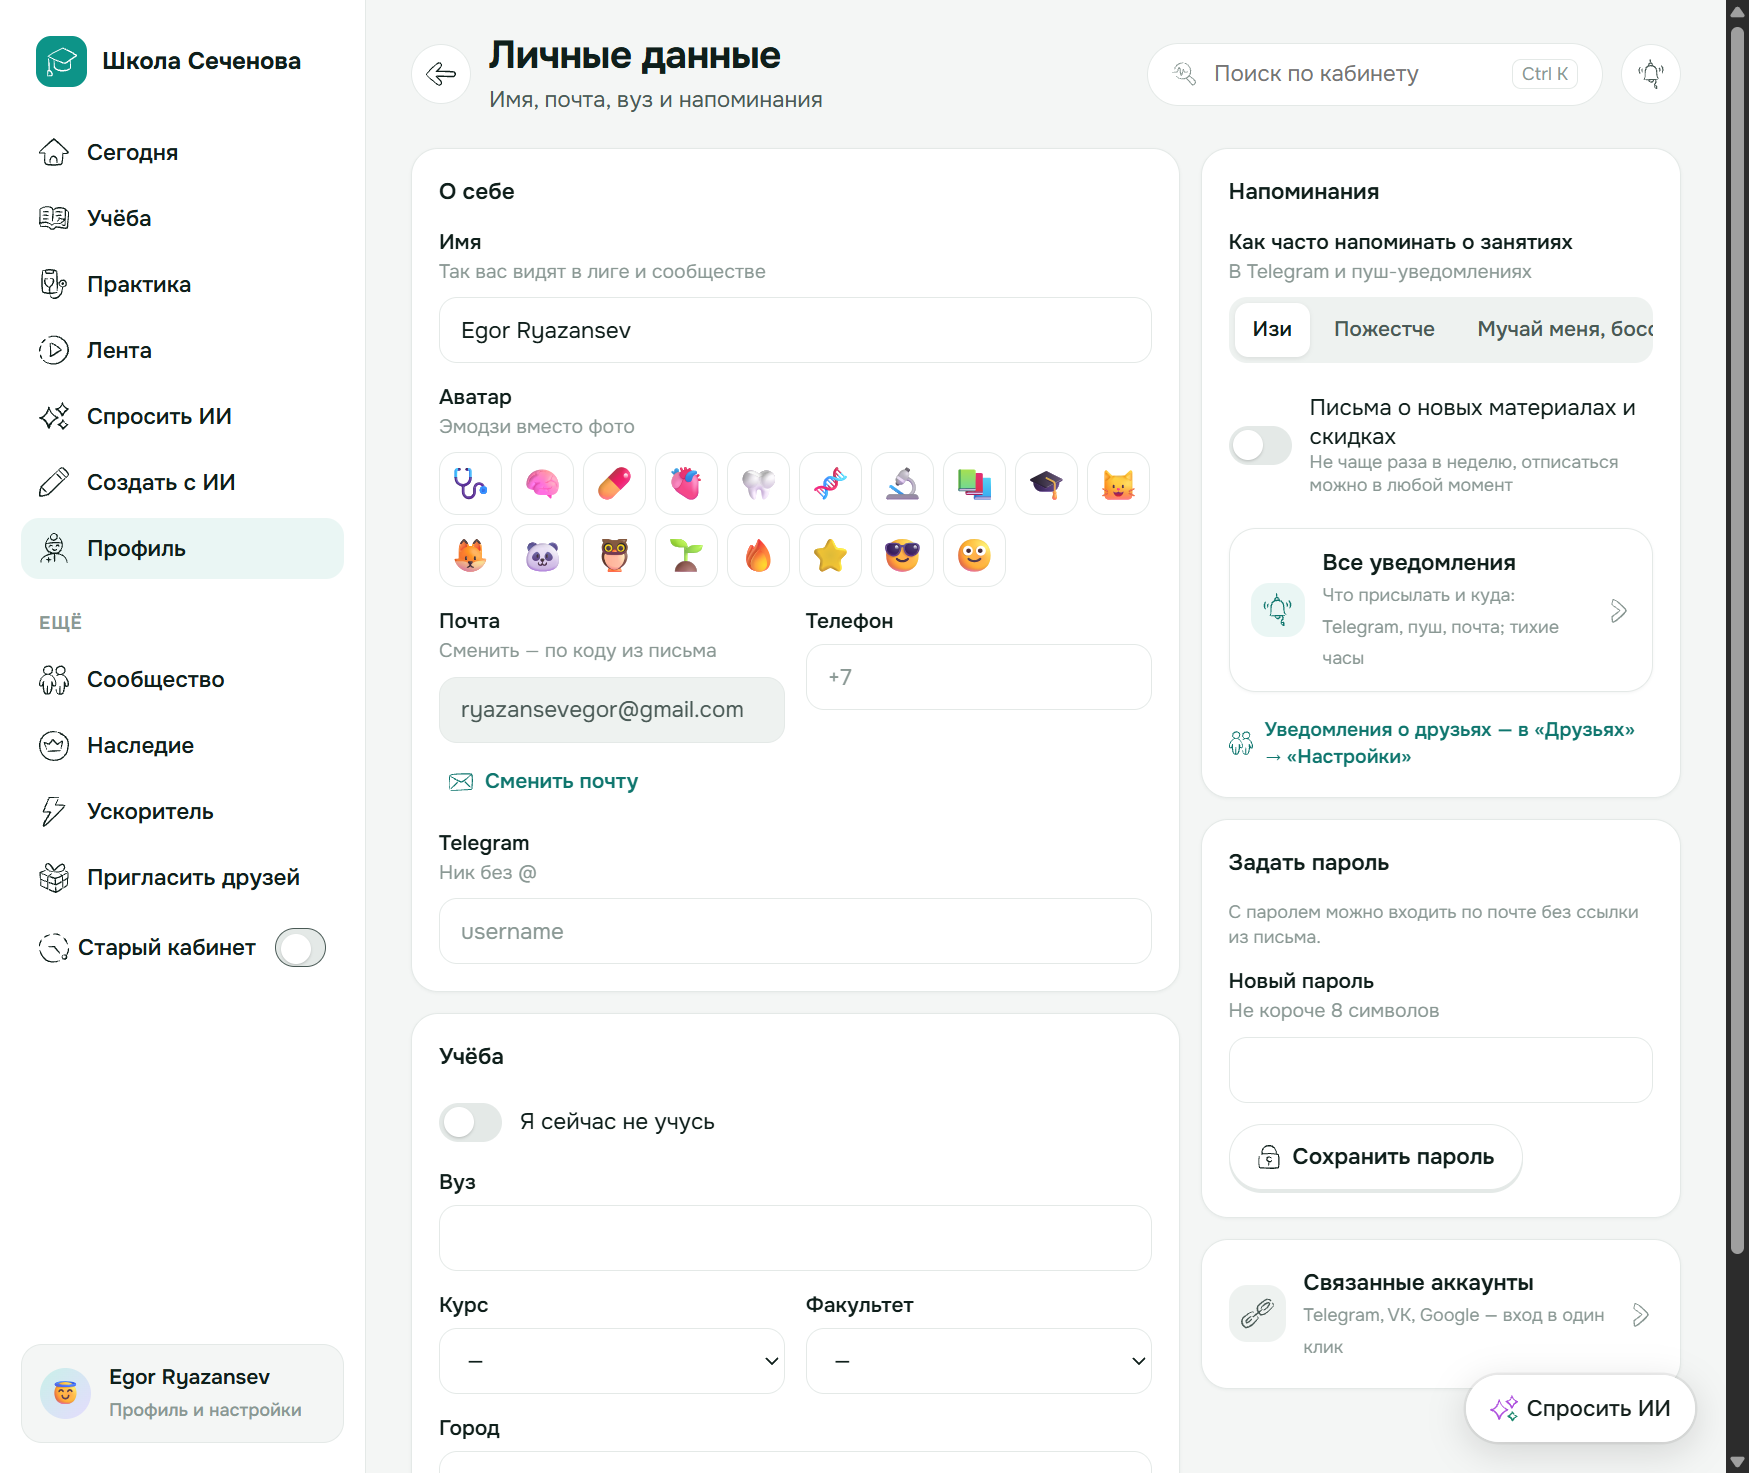 Школа Сеченова
Сегодня
Учёба
Практика
Лента
Спросить ИИ
Создать с ИИ
Профиль
ЕЩЁ
Сообщество
Наследие
Ускоритель
Пригласить друзей
Старый кабинет
Egor Ryazansev
Профиль и настройки
Личные данные
Имя, почта, вуз и напоминания
Поиск по кабинету
Ctrl K
О себе
Имя
Так вас видят в лиге и сообществе
Egor Ryazansev
Аватар
Эмодзи вместо фото
Почта
Сменить — по коду из письма
ryazansevegor@gmail.com
Сменить почту
Телефон
+7
Telegram
Ник без @
username
Учёба
Я сейчас не учусь
Вуз
Курс
—
Факультет
—
Город
Напоминания
Как часто напоминать о занятиях
В Telegram и пуш-уведомлениях
Изи
Пожестче
Мучай меня, босс
Письма о новых материалах и
скидках
Не чаще раза в неделю, отписаться
можно в любой момент
Все уведомления
Что присылать и куда:
Telegram, пуш, почта; тихие
часы
Уведомления о друзьях — в «Друзьях»
→ «Настройки»
Задать пароль
С паролем можно входить по почте без ссылки
из письма.
Новый пароль
Не короче 8 символов
Сохранить пароль
Связанные аккаунты
Telegram, VK, Google — вход в один
клик
Спросить ИИ